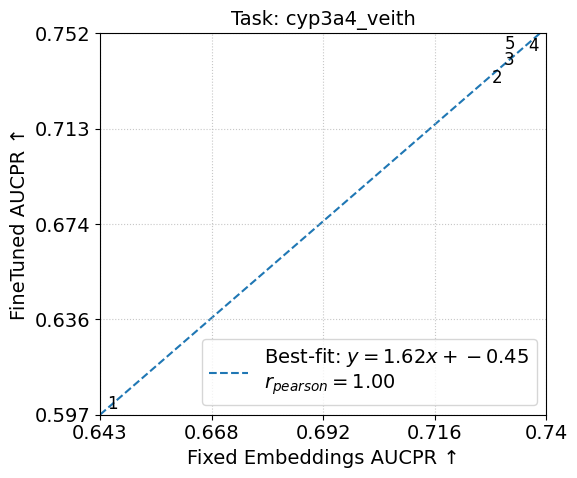 Task: cyp3a4_veith
0.752
0.713
0.674
0.636
0.597
FineTuned AUCPR ↑
5
4
3
2
1
Best-fit: y = 1.62x + −0.45
r_pearson = 1.00
0.643 0.668 0.692 0.716 0.74
Fixed Embeddings AUCPR ↑